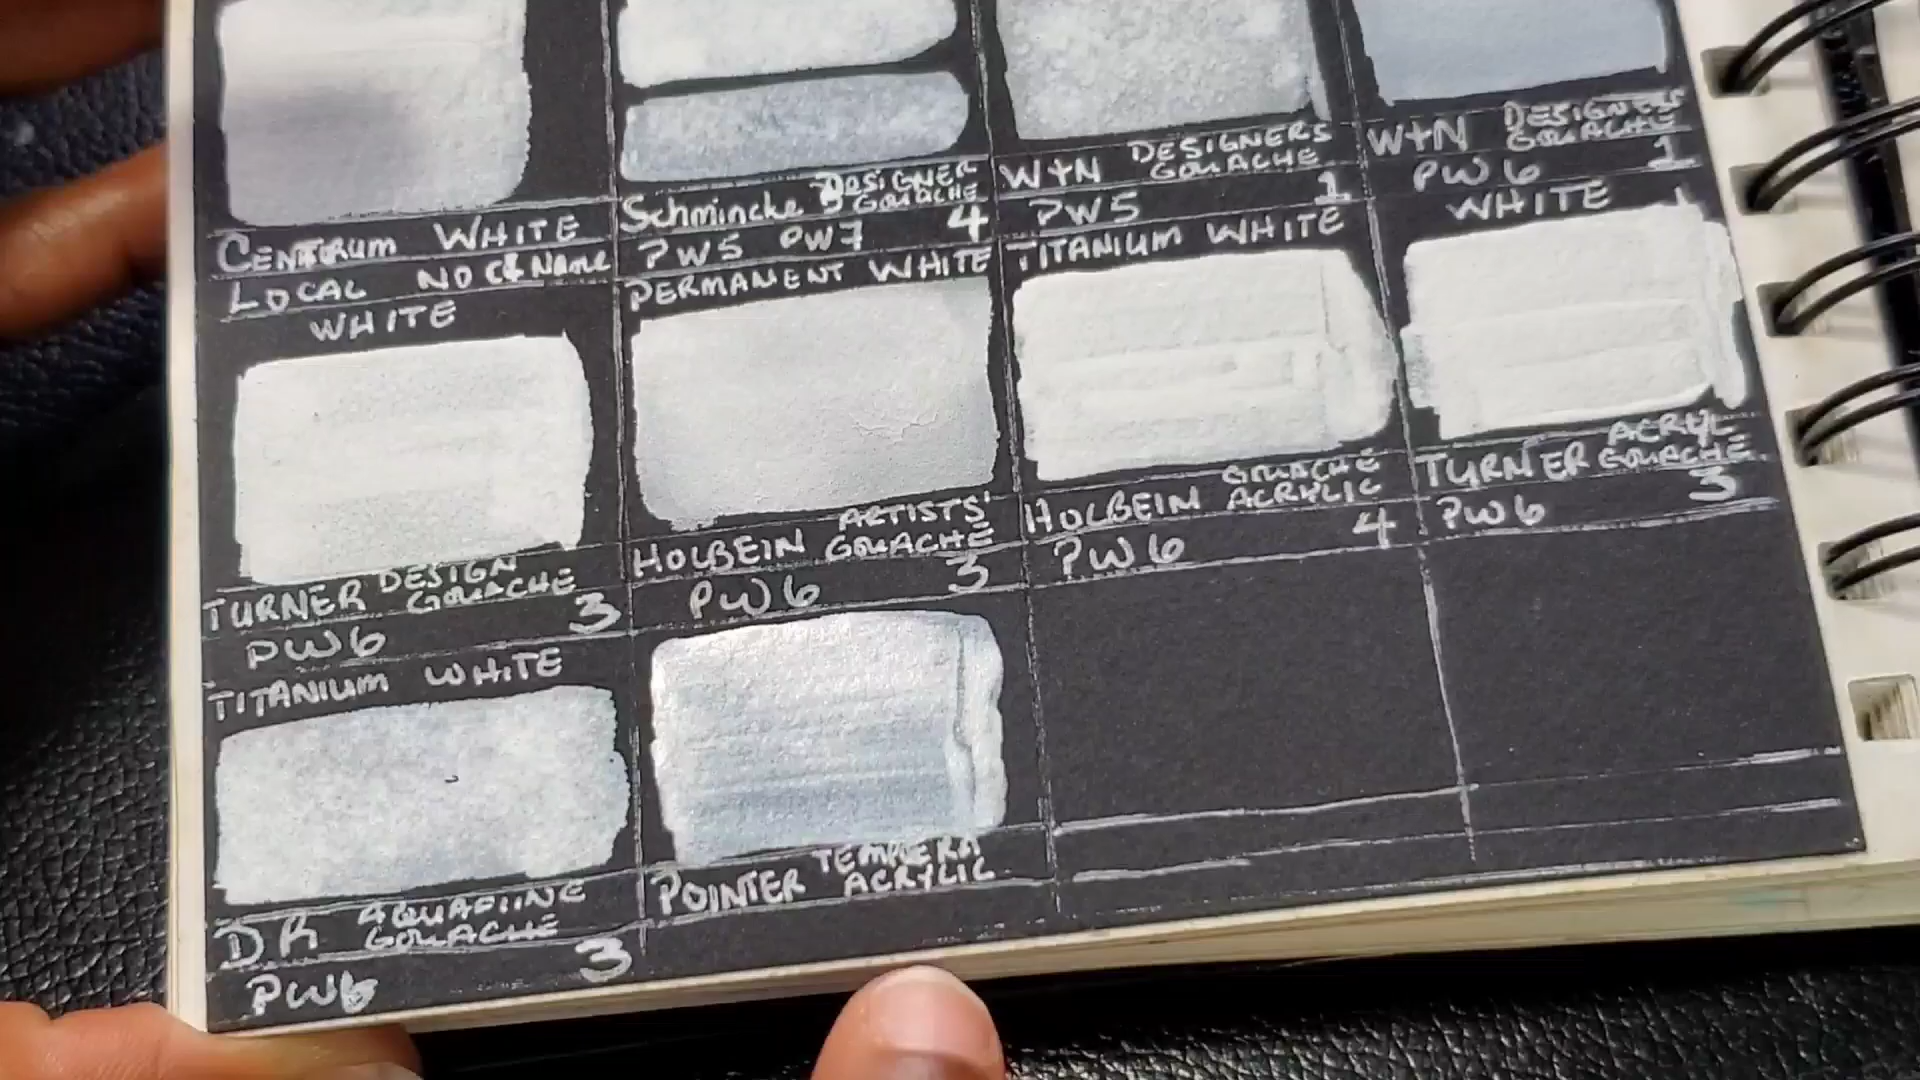 CENTRUM WHITE
LOCAL NO CI NAME
Schmincke DESIGNER GOUACHE
PW5 PW7 4
W+N DESIGNERS GOUACHE
PW5 1
W+N DESIGNERS GOUACHE
PW6 1
WHITE
TURNER DESIGN GOUACHE
PW6 3
PERMANENT WHITE
HOLBEIN ARTISTS' GOUACHE
PW6 3
TITANIUM WHITE
HOLBEIN GOUACHE ACRYLIC
PW6 4
WHITE
TURNER ACRYL GOUACHE
PW6 3
TITANIUM WHITE
DR AQUAFINE GOUACHE
PW6 3
POINTER TEMPERA ACRYLIC